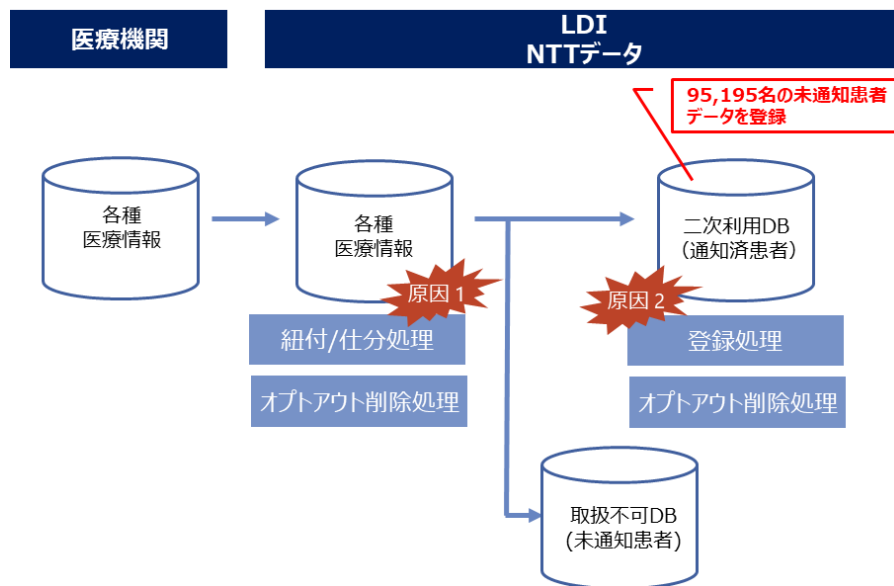 医療機関
LDI
NTTデータ
95,195名の未通知患者
データを登録
各種
医療情報
各種
医療情報
二次利用DB
（通知済患者）
原因１
原因２
紐付/仕分処理
登録処理
オプトアウト削除処理
オプトアウト削除処理
取扱不可DB
(未通知患者)